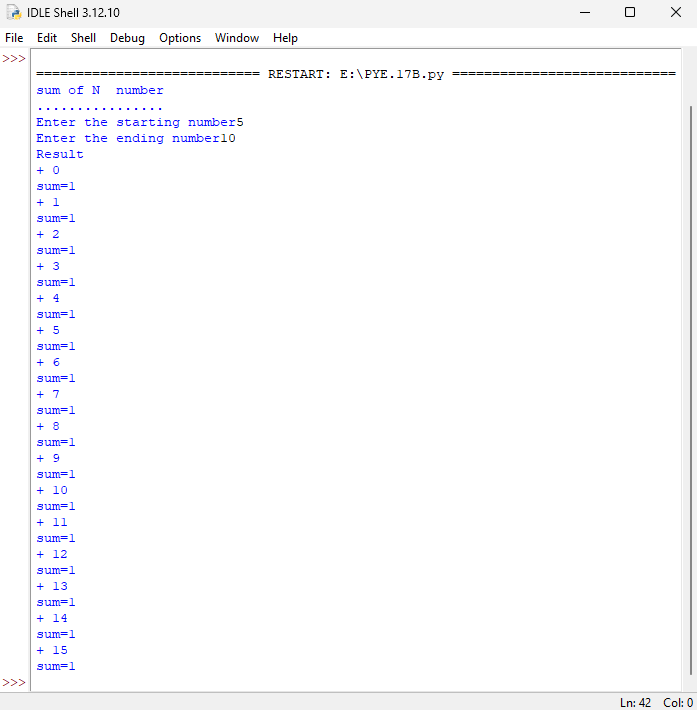 IDLE Shell 3.12.10
File Edit Shell Debug Options Window Help
>>>
============================ RESTART: E:\PYE.17B.py ============================
sum of N  number
................
Enter the starting number5
Enter the ending number10
Result
+ 0
sum=1
+ 1
sum=1
+ 2
sum=1
+ 3
sum=1
+ 4
sum=1
+ 5
sum=1
+ 6
sum=1
+ 7
sum=1
+ 8
sum=1
+ 9
sum=1
+ 10
sum=1
+ 11
sum=1
+ 12
sum=1
+ 13
sum=1
+ 14
sum=1
+ 15
sum=1
>>>
Ln: 42 Col: 0